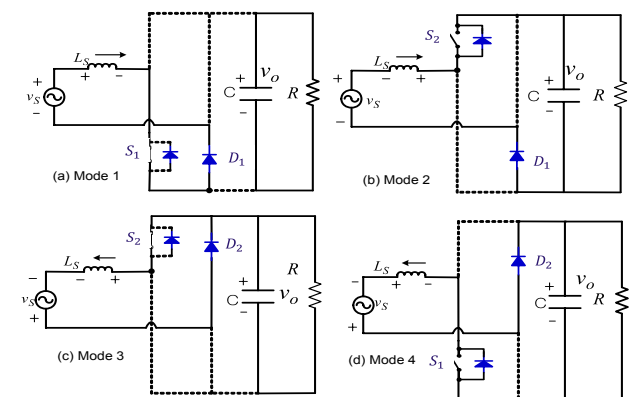 L_S
+ -
+
v_S
-
+
C
-
v_o
R
S_1
D_1
(a) Mode 1
S_2
L_S
- +
+
v_S
-
+
C
-
v_o
R
D_1
(b) Mode 2
S_2
D_2
L_S
- +
-
v_S
+
+
C
-
v_o
R
(c) Mode 3
D_2
L_S
+ -
-
v_S
+
+
C
-
v_o
R
S_1
(d) Mode 4